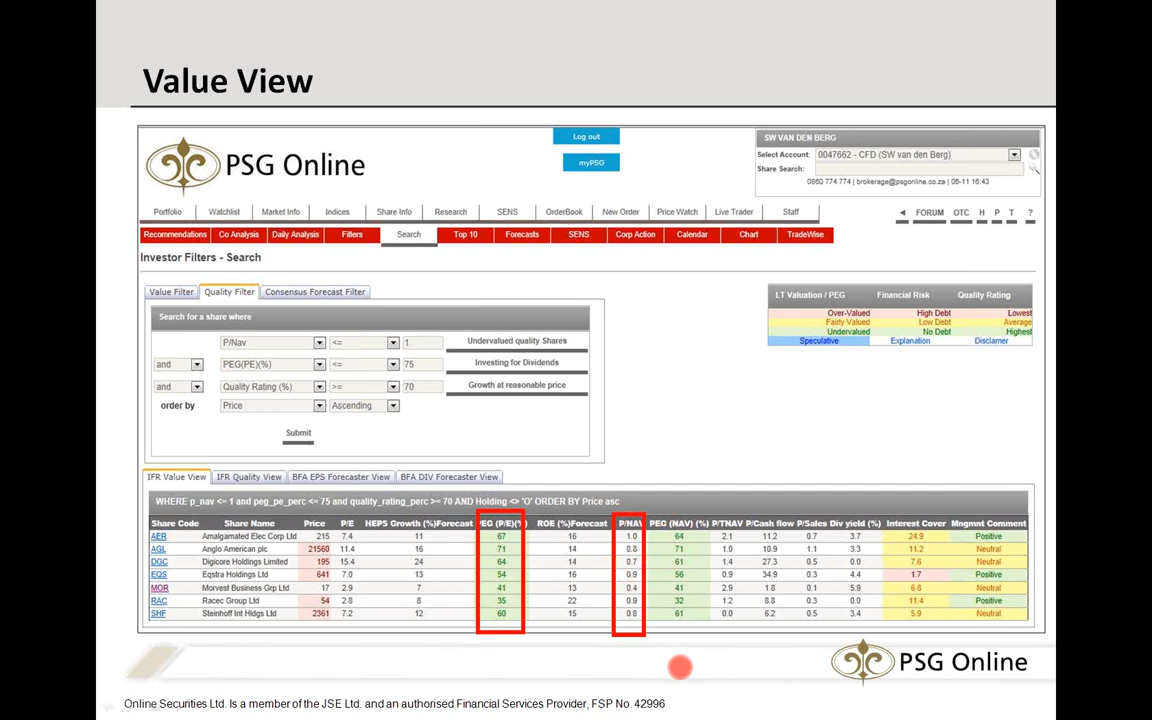 Value View
PSG Online
Log out
myPSG
SW VAN DEN BERG
Select Account: 0047662 - CFD (SW van den Berg)
Share Search:
0860 774 774 | brokerage@psgonline.co.za | 06-11 16:43
Portfolio Watchlist Market Info Indices Share Info Research SENS OrderBook New Order Price Watch Live Trader Staff
FORUM OTC H P T ?
Recommendations Co Analysis Daily Analysis Filters Search Top 10 Forecasts SENS Corp Action Calendar Chart TradeWise
Investor Filters - Search
Value Filter Quality Filter Consensus Forecast Filter
Search for a share where
P/Nav <= 1 Undervalued quality Shares
and PEG(PE)(%) <= 75 Investing for Dividends
and Quality Rating (%) >= 70 Growth at reasonable price
order by Price Ascending
Submit
LT Valuation / PEG Financial Risk Quality Rating
Over-Valued High Debt Lowest
Fairly Valued Low Debt Average
Undervalued No Debt Highest
Speculative Explanation Disclamer
IFR Value View IFR Quality View BFA EPS Forecaster View BFA DIV Forecaster View
WHERE p_nav <= 1 and peg_pe_perc <= 75 and quality_rating_perc >= 70 AND Holding <> 'O' ORDER BY Price asc
Share Code Share Name Price P/E HEPS Growth (%)Forecast PEG (P/E)(%) ROE (%)Forecast P/NAV PEG (NAV) (%) P/TNAV P/Cash flow P/Sales Div yield (%) Interest Cover Mngmnt Comment
AER Amalgamated Elec Corp Ltd 215 7.4 11 67 16 1.0 64 2.1 11.2 0.7 3.7 24.9 Positive
AGL Anglo American plc 21560 11.4 16 71 14 0.8 71 1.0 10.9 1.1 3.3 11.2 Neutral
DGC Digicore Holdings Limited 195 15.4 24 64 14 0.7 61 1.4 27.3 0.5 0.0 7.6 Neutral
EQS Eqstra Holdings Ltd 641 7.0 13 54 16 0.9 56 0.9 34.9 0.3 4.4 1.7 Positive
MOR Morvest Business Grp Ltd 17 2.9 7 41 13 0.4 41 2.9 1.8 0.1 5.9 6.8 Neutral
RAC Racec Group Ltd 54 2.8 8 35 22 0.9 32 1.2 8.8 0.3 0.0 11.4 Positive
SHF Steinhoff Int Hldgs Ltd 2361 7.2 12 60 15 0.8 61 0.0 6.2 0.5 3.4 5.9 Neutral
PSG Online
Online Securities Ltd. Is a member of the JSE Ltd. and an authorised Financial Services Provider, FSP No. 42996